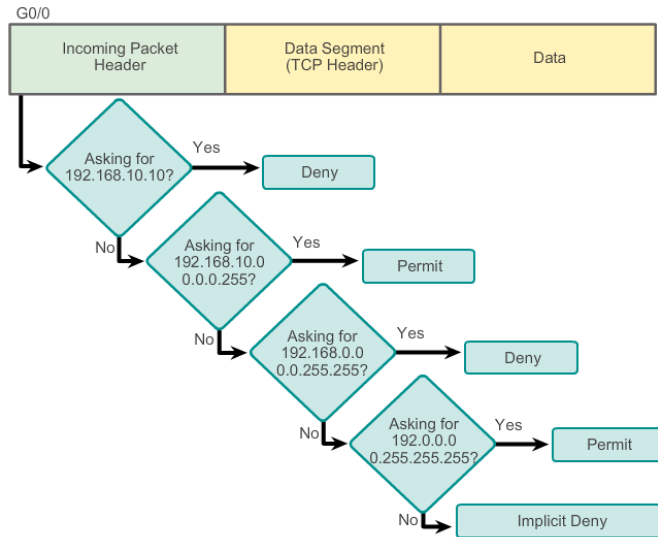 G0/0
Incoming Packet
Header
Data Segment
(TCP Header)
Data
Asking for
192.168.10.10?
Yes
Deny
No
Asking for
192.168.10.0
0.0.0.255?
Yes
Permit
No
Asking for
192.168.0.0
0.0.255.255?
Yes
Deny
No
Asking for
192.0.0.0
0.255.255.255?
Yes
Permit
No
Implicit Deny